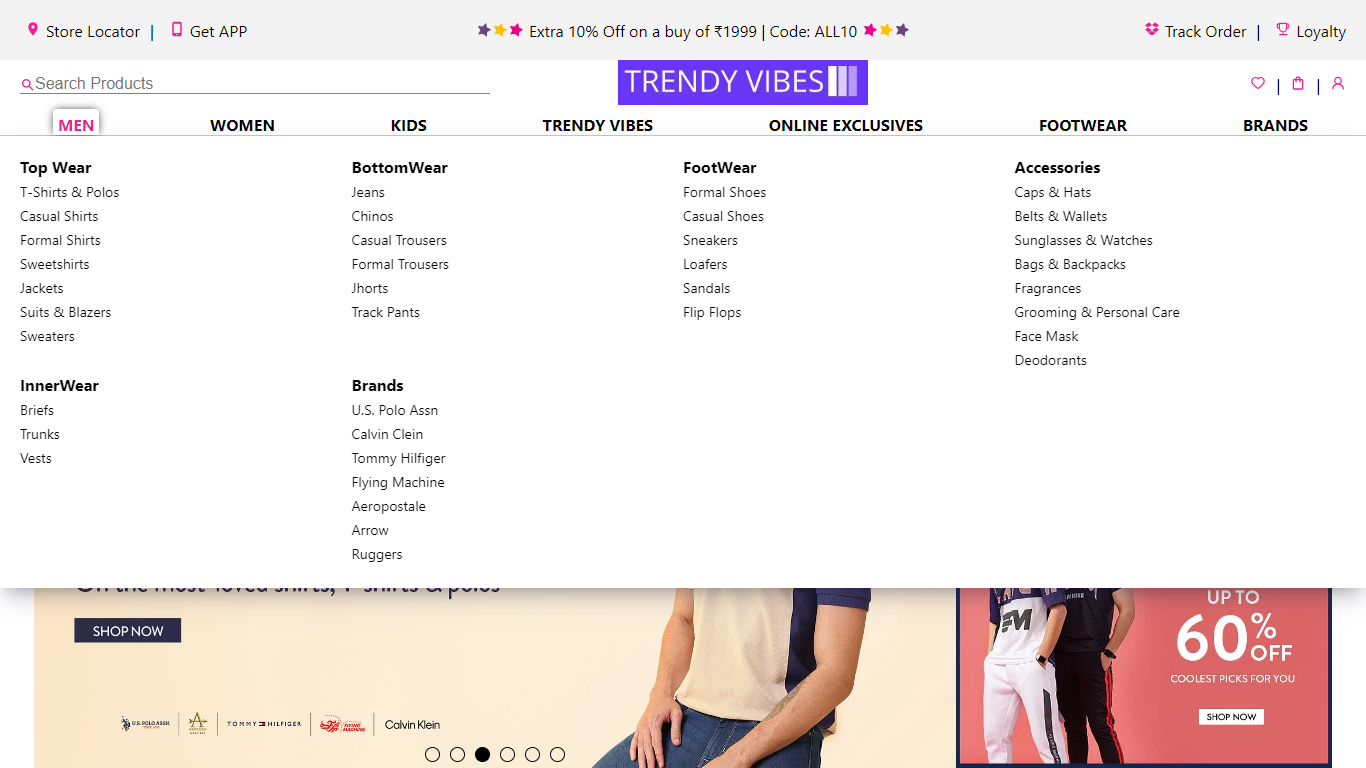 Store Locator | Get APP
Extra 10% Off on a buy of ₹1999 | Code: ALL10
Track Order | Loyalty
Search Products
TRENDY VIBES
MEN WOMEN KIDS TRENDY VIBES ONLINE EXCLUSIVES FOOTWEAR BRANDS
Top Wear
T-Shirts & Polos
Casual Shirts
Formal Shirts
Sweetshirts
Jackets
Suits & Blazers
Sweaters
BottomWear
Jeans
Chinos
Casual Trousers
Formal Trousers
Jhorts
Track Pants
FootWear
Formal Shoes
Casual Shoes
Sneakers
Loafers
Sandals
Flip Flops
Accessories
Caps & Hats
Belts & Wallets
Sunglasses & Watches
Bags & Backpacks
Fragrances
Grooming & Personal Care
Face Mask
Deodorants
InnerWear
Briefs
Trunks
Vests
Brands
U.S. Polo Assn
Calvin Clein
Tommy Hilfiger
Flying Machine
Aeropostale
Arrow
Ruggers
On the most-loved shirts, T-shirts & polos
SHOP NOW
U.S. POLO ASSN.
ARROW
TOMMY HILFIGER
FLYING MACHINE
Calvin Klein
UP TO
60% OFF
COOLEST PICKS FOR YOU
SHOP NOW